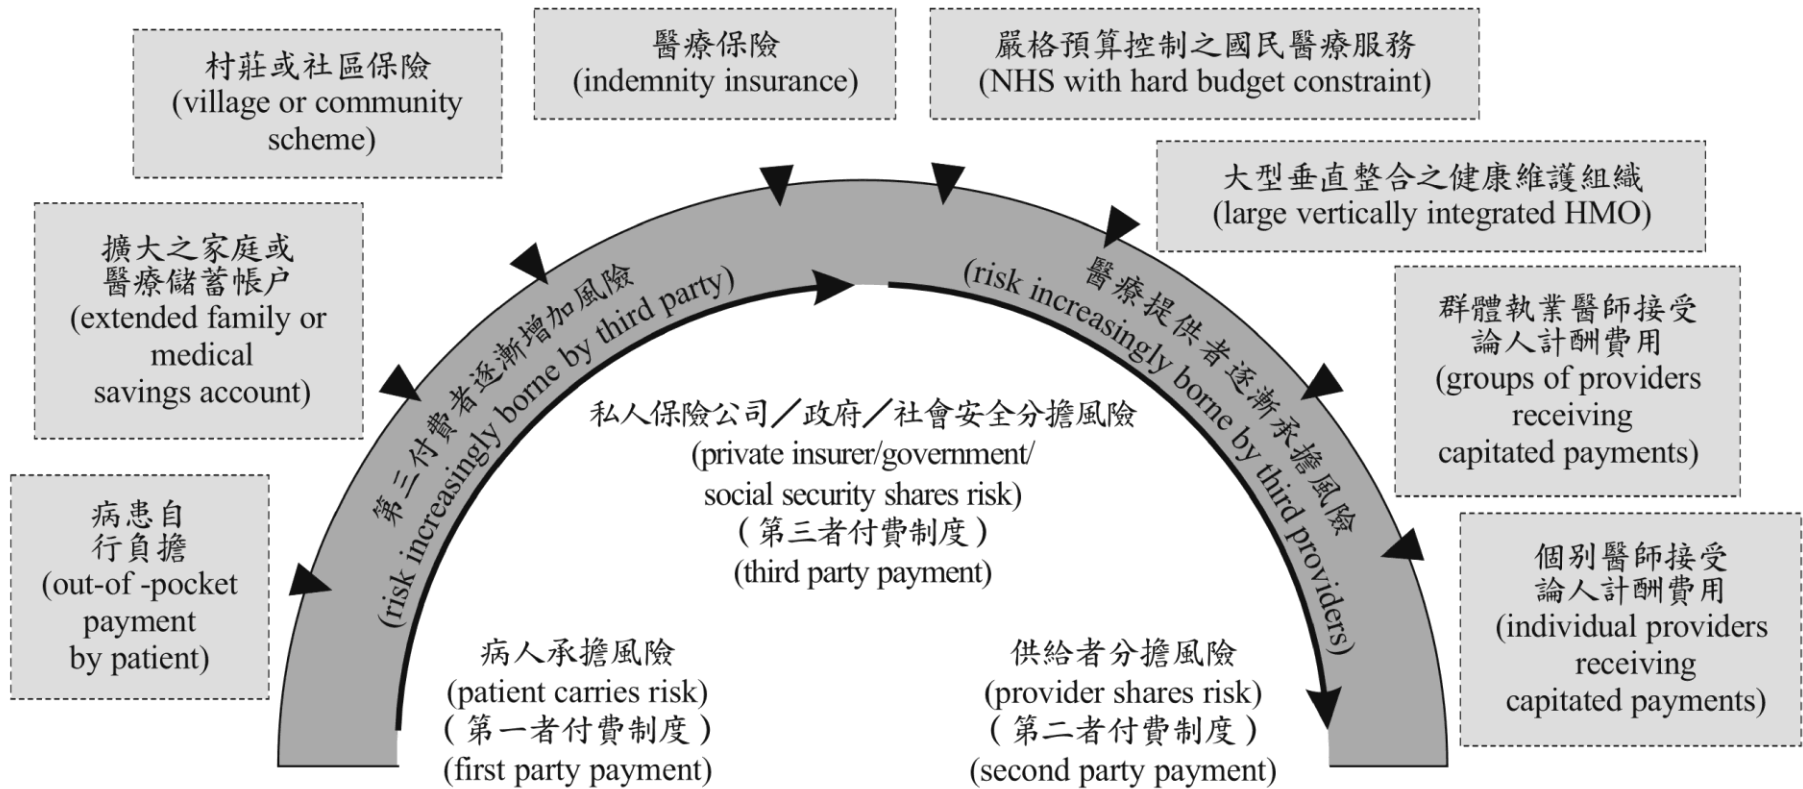 村莊或社區保險
(village or community
scheme)
醫療保險
(indemnity insurance)
嚴格預算控制之國民醫療服務
(NHS with hard budget constraint)
大型垂直整合之健康維護組織
(large vertically integrated HMO)
擴大之家庭或
醫療儲蓄帳户
(extended family or
medical
savings account)
群體執業醫師接受
論人計酬費用
(groups of providers
receiving
capitated payments)
病患自
行負擔
(out-of -pocket
payment
by patient)
個別醫師接受
論人計酬費用
(individual providers
receiving
capitated payments)
第三付費者逐漸增加風險
(risk increasingly borne by third party)
醫療提供者逐漸承擔風險
(risk increasingly borne by third providers)
私人保險公司／政府／社會安全分擔風險
(private insurer/government/
social security shares risk)
（第三者付費制度）
(third party payment)
病人承擔風險
(patient carries risk)
（第一者付費制度）
(first party payment)
供給者分擔風險
(provider shares risk)
（第二者付費制度）
(second party payment)